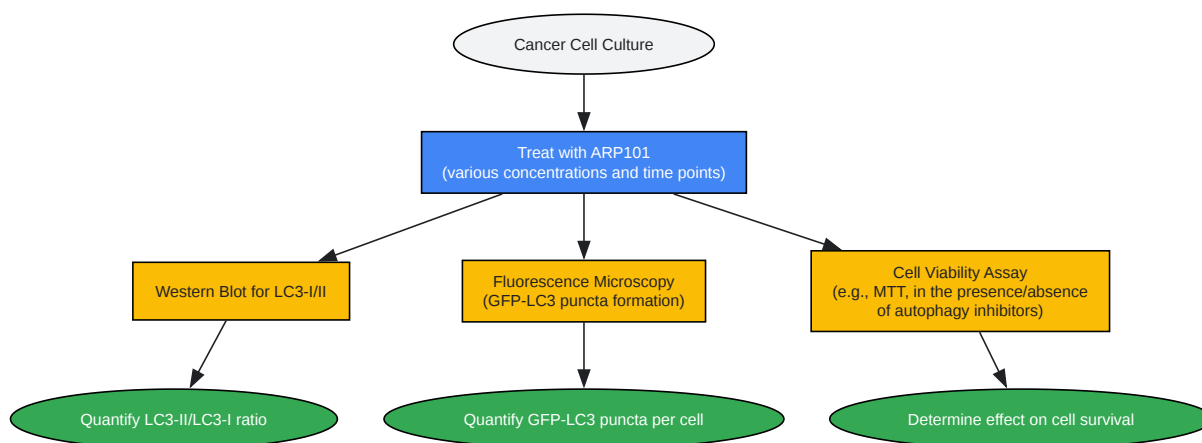 Cancer Cell Culture
Treat with ARP101
(various concentrations and time points)
Western Blot for LC3-I/II
Fluorescence Microscopy
(GFP-LC3 puncta formation)
Cell Viability Assay
(e.g., MTT, in the presence/absence
of autophagy inhibitors)
Quantify LC3-II/LC3-I ratio
Quantify GFP-LC3 puncta per cell
Determine effect on cell survival